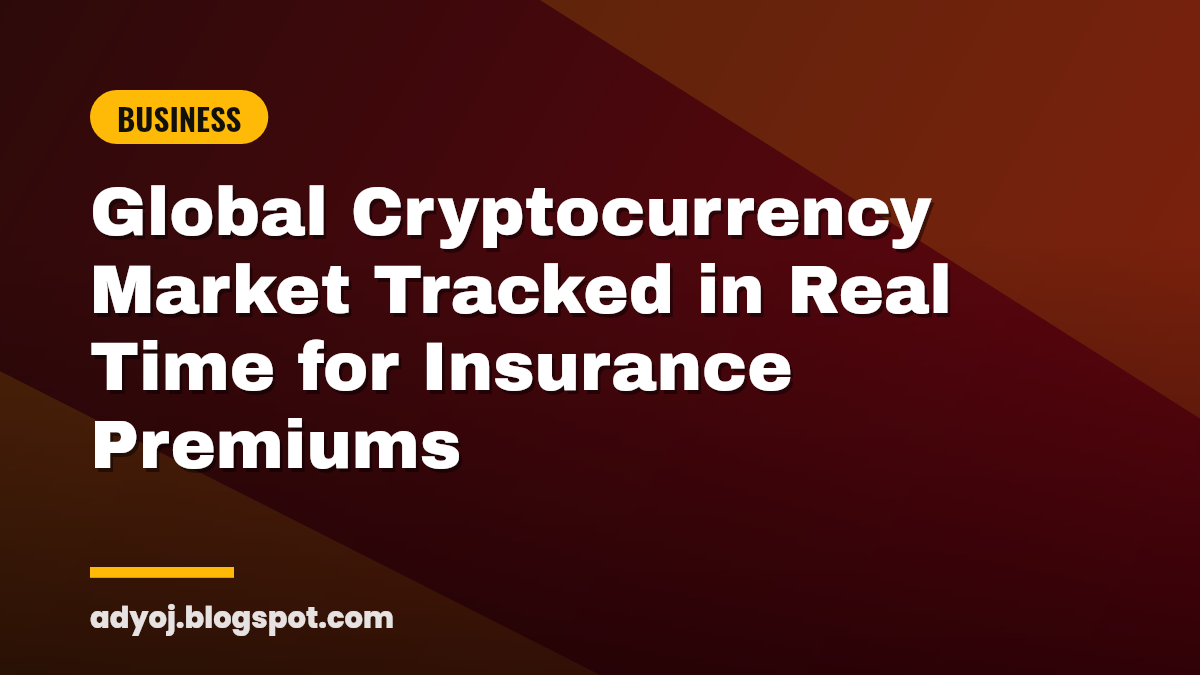 BUSINESS
Global Cryptocurrency
Market Tracked in Real
Time for Insurance
Premiums
adyoj.blogspot.com